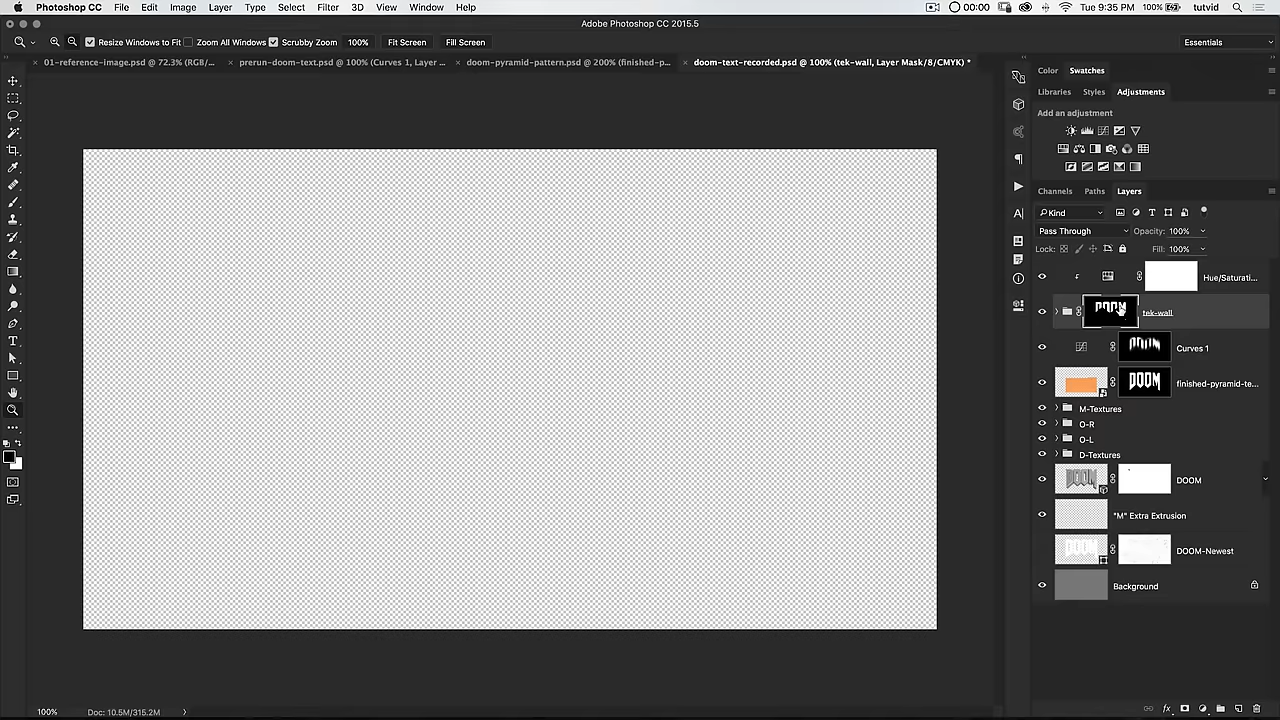 Photoshop CC File Edit Image Layer Type Select Filter 3D View Window Help 00:00 Tue 9:35 PM 100% tutvid
Adobe Photoshop CC 2015.5
Resize Windows to Fit Zoom All Windows Scrubby Zoom 100% Fit Screen Fill Screen Essentials
01-reference-image.psd @ 72.3% (RGB/... prerun-doom-text.psd @ 100% (Curves 1, Layer ... doom-pyramid-pattern.psd @ 200% (finished-p... doom-text-recorded.psd @ 100% (tek-wall, Layer Mask/8/CMYK) *
Color Swatches
Libraries Styles Adjustments
Add an adjustment
Channels Paths Layers
Kind
Pass Through Opacity: 100%
Lock: Fill: 100%
Hue/Saturati...
DOOM tek-wall
DOOM Curves 1
DOOM finished-pyramid-te...
M-Textures
O-R
O-L
D-Textures
DOOM DOOM
"M" Extra Extrusion
DOOM DOOM-Newest
Background
100% Doc: 10.5M/315.2M